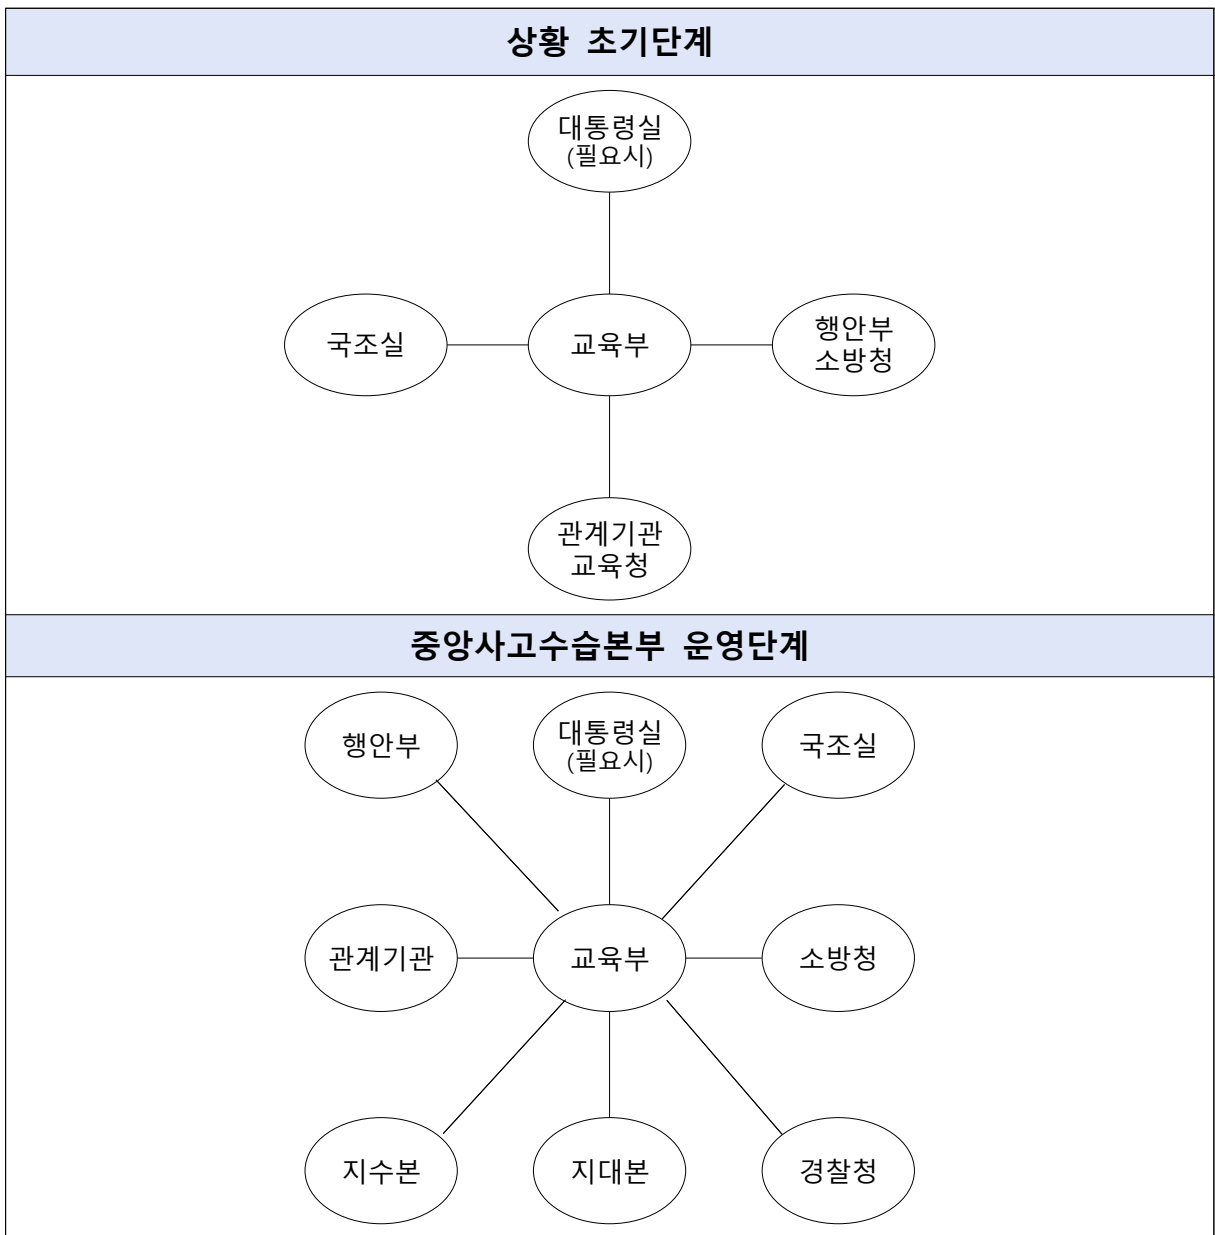 상황 초기단계
대통령실
(필요시)
국조실
교육부
행안부
소방청
관계기관
교육청
중앙사고수습본부 운영단계
행안부
대통령실
(필요시)
국조실
관계기관
교육부
소방청
지수본
지대본
경찰청